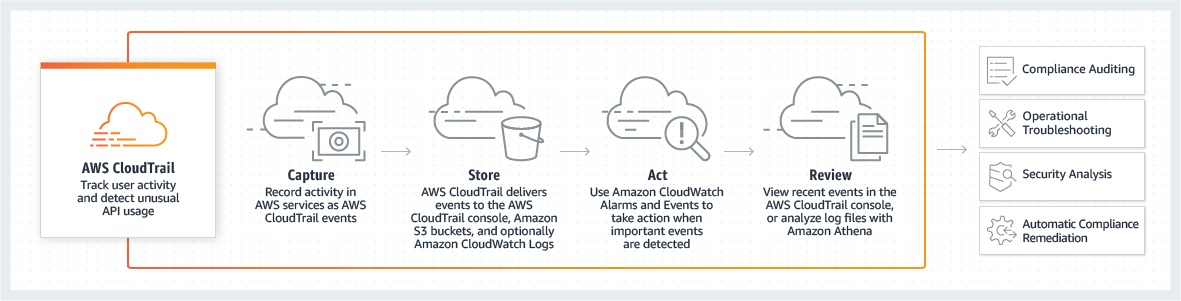 AWS CloudTrail
Track user activity
and detect unusual
API usage
Capture
Record activity in
AWS services as AWS
CloudTrail events
Store
AWS CloudTrail delivers
events to the AWS
CloudTrail console, Amazon
S3 buckets, and optionally
Amazon CloudWatch Logs
Act
Use Amazon CloudWatch
Alarms and Events to
take action when
important events
are detected
Review
View recent events in the
AWS CloudTrail console,
or analyze log files with
Amazon Athena
Compliance Auditing
Operational
Troubleshooting
Security Analysis
Automatic Compliance
Remediation